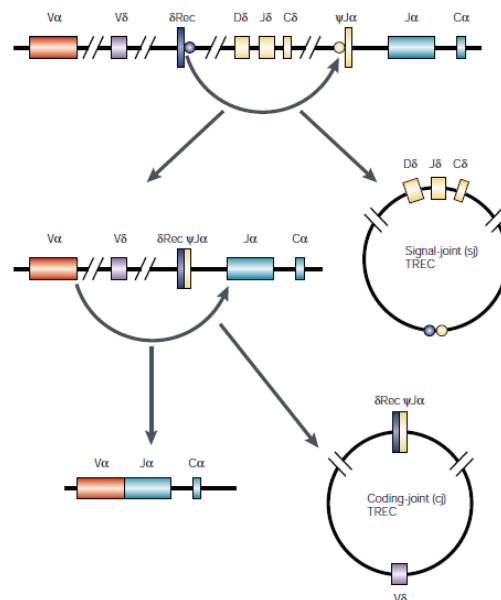 Vα Vδ δRec Dδ Jδ Cδ ψJα Jα Cα
Dδ Jδ Cδ
Signal-joint (sj)
TREC
Vα Vδ δRec ψJα Jα Cα
δRec ψJα
Vα Jα Cα
Coding-joint (cj)
TREC
Vδ